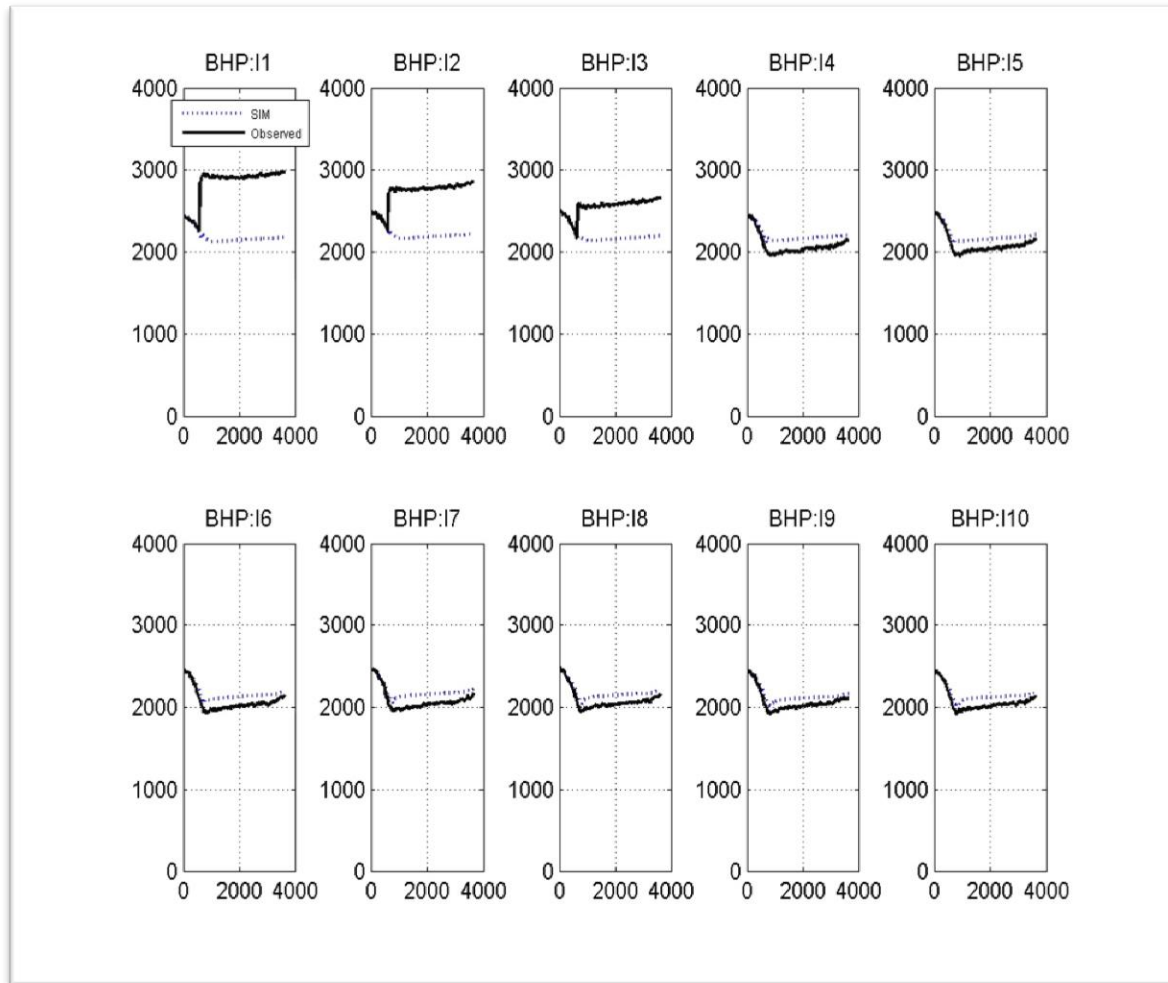 BHP:I1 BHP:I2 BHP:I3 BHP:I4 BHP:I5
4000 4000 4000 4000 4000
SIM
Observed
3000 3000 3000 3000 3000
2000 2000 2000 2000 2000
1000 1000 1000 1000 1000
0 0 0 0 0
0 2000 4000 0 2000 4000 0 2000 4000 0 2000 4000 0 2000 4000
BHP:I6 BHP:I7 BHP:I8 BHP:I9 BHP:I10
4000 4000 4000 4000 4000
3000 3000 3000 3000 3000
2000 2000 2000 2000 2000
1000 1000 1000 1000 1000
0 0 0 0 0
0 2000 4000 0 2000 4000 0 2000 4000 0 2000 4000 0 2000 4000